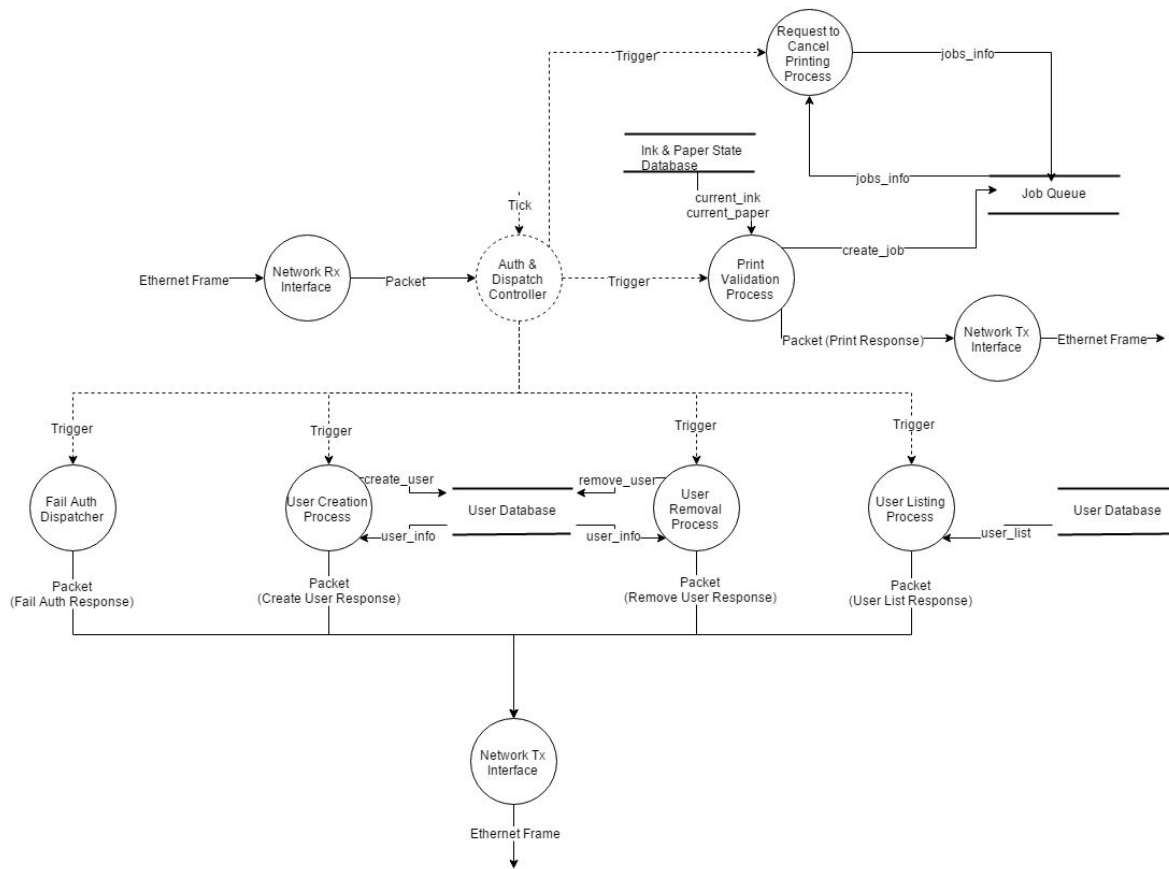 Request to
Cancel
Printing
Process
Trigger
jobs_info
Ink & Paper State
Database
jobs_info
Job Queue
current_ink
current_paper
Tick
create_job
Auth &
Dispatch
Controller
Print
Validation
Process
Network Rx
Interface
Ethernet Frame
Packet
Trigger
Network Tx
Interface
Packet (Print Response)
Ethernet Frame
Trigger
Trigger
Trigger
Trigger
create_user
remove_user
Fail Auth
Dispatcher
User Creation
Process
User Database
User
Removal
Process
User Listing
Process
User Database
user_info
user_info
user_list
Packet
(Fail Auth Response)
Packet
(Create User Response)
Packet
(Remove User Response)
Packet
(User List Response)
Network Tx
Interface
Ethernet Frame